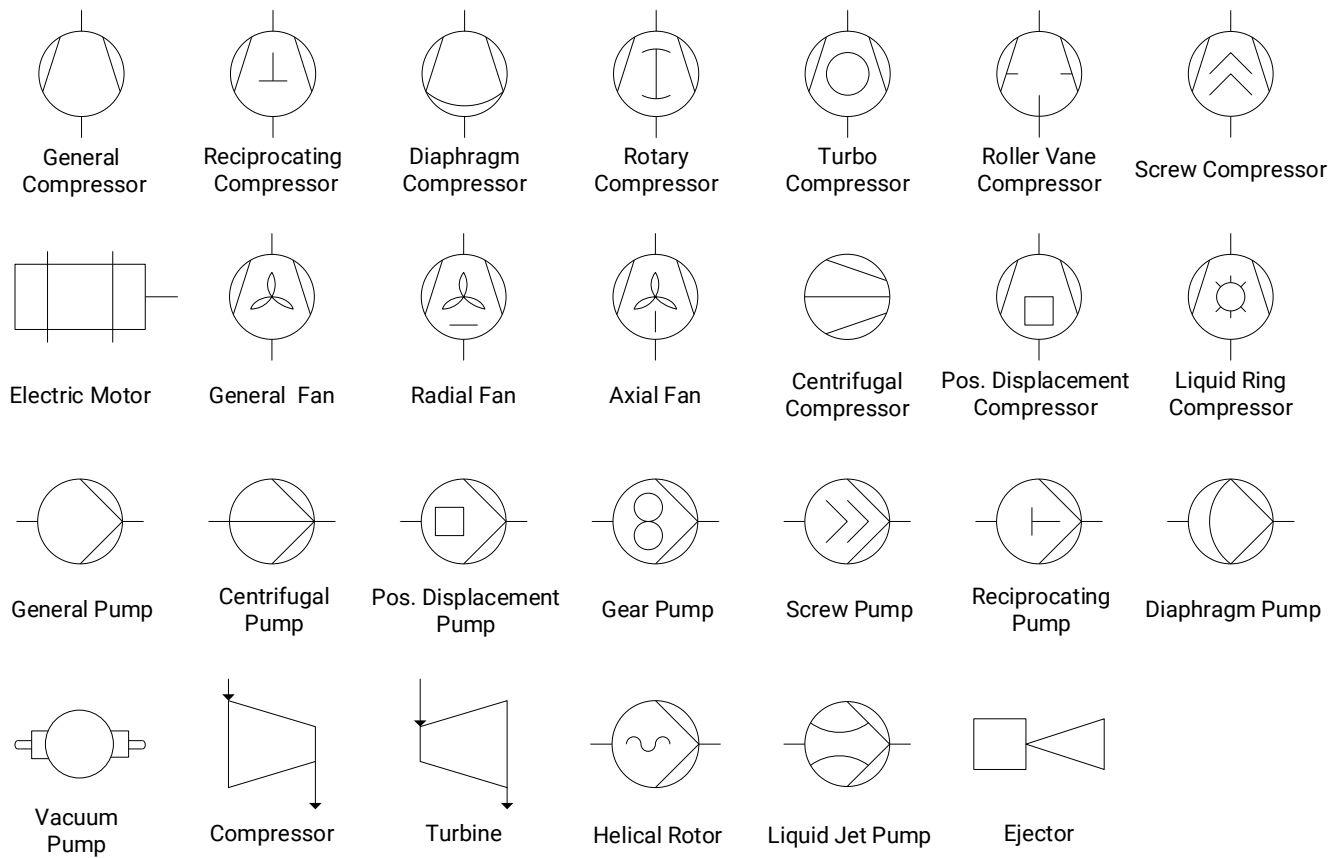 General
Compressor
Reciprocating
Compressor
Diaphragm
Compressor
Rotary
Compressor
Turbo
Compressor
Roller Vane
Compressor
Screw Compressor
Electric Motor
General Fan
Radial Fan
Axial Fan
Centrifugal
Compressor
Pos. Displacement
Compressor
Liquid Ring
Compressor
General Pump
Centrifugal
Pump
Pos. Displacement
Pump
Gear Pump
Screw Pump
Reciprocating
Pump
Diaphragm Pump
Vacuum
Pump
Compressor
Turbine
Helical Rotor
Liquid Jet Pump
Ejector